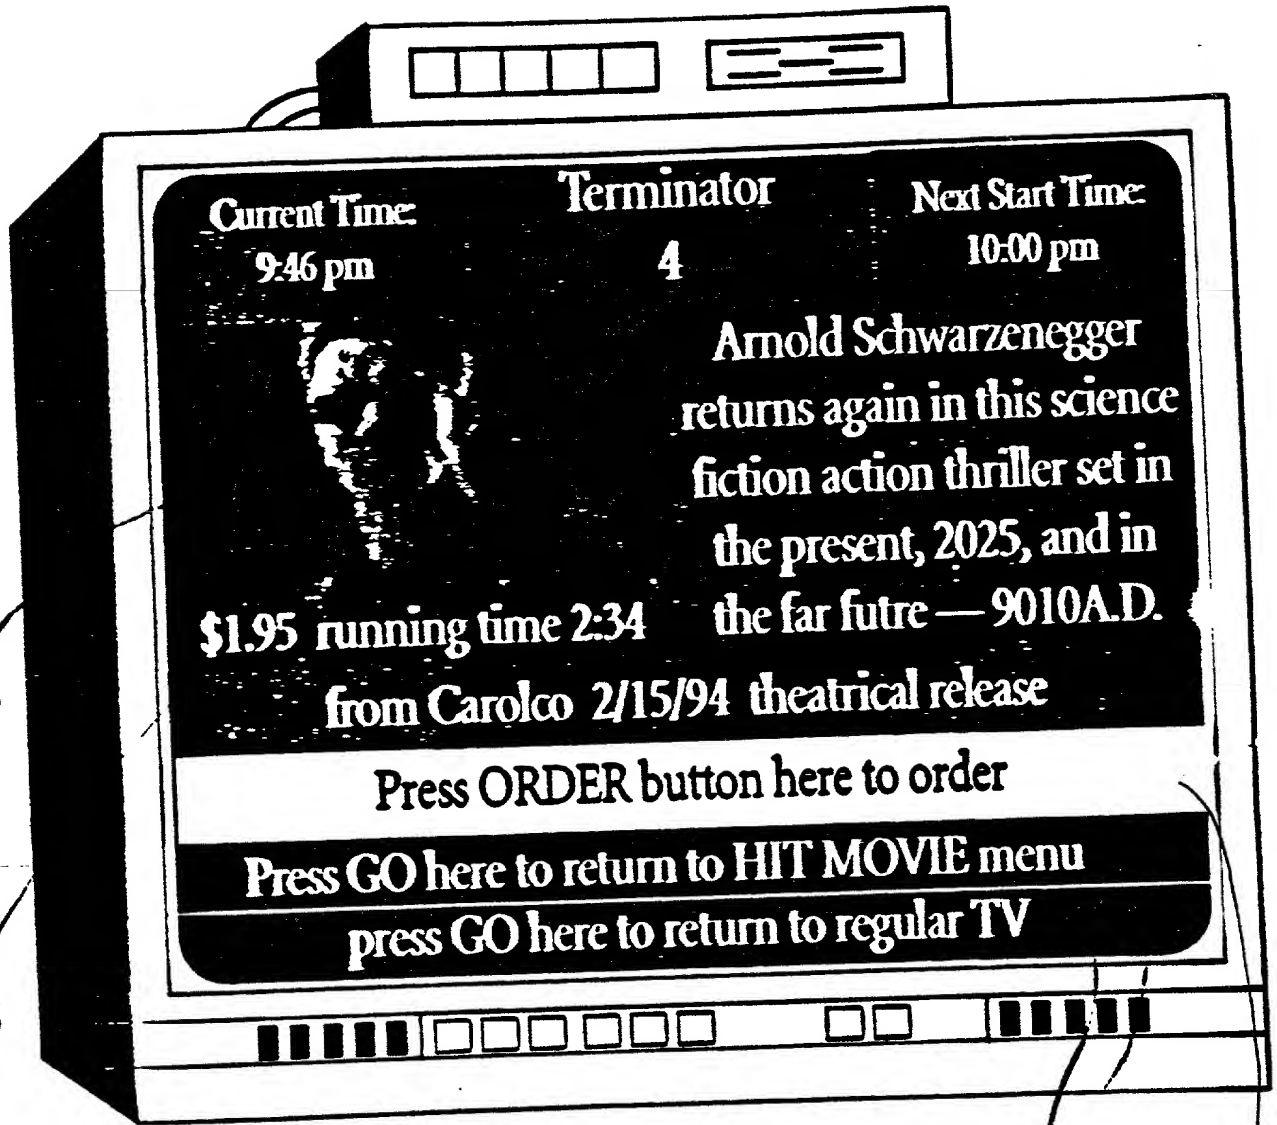 Current Time:
9:46 pm
Terminator
4
Next Start Time:
10:00 pm
Arnold Schwarzenegger
returns again in this science
fiction action thriller set in
the present, 2025, and in
the far futre — 9010A.D.
$1.95 running time 2:34
from Carolco 2/15/94 theatrical release
Press ORDER button here to order
Press GO here to return to HIT MOVIE menu
press GO here to return to regular TV